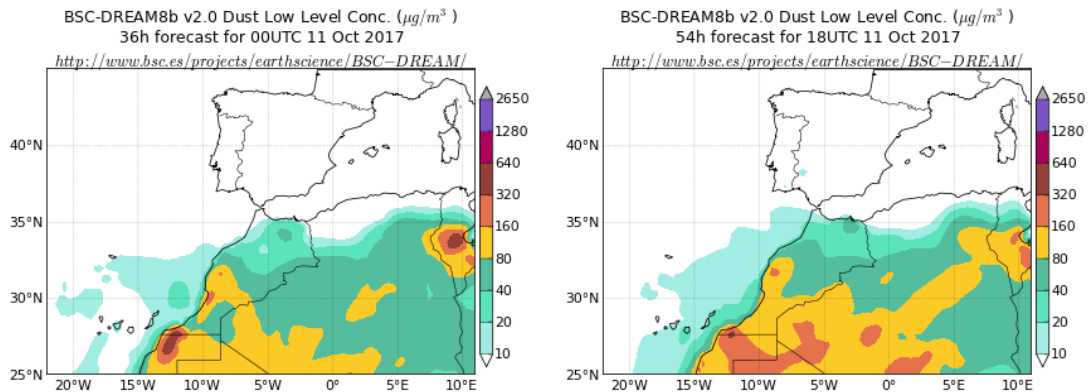 BSC-DREAM8b v2.0 Dust Low Level Conc. (μg/m³ )
36h forecast for 00UTC 11 Oct 2017
http://www.bsc.es/projects/earthscience/BSC-DREAM/
40°N
35°N
30°N
25°N
20°W
15°W
10°W
5°W
0°
5°E
10°E
2650
1280
640
320
160
80
40
20
10
BSC-DREAM8b v2.0 Dust Low Level Conc. (μg/m³ )
54h forecast for 18UTC 11 Oct 2017
http://www.bsc.es/projects/earthscience/BSC-DREAM/
40°N
35°N
30°N
25°N
20°W
15°W
10°W
5°W
0°
5°E
10°E
2650
1280
640
320
160
80
40
20
10